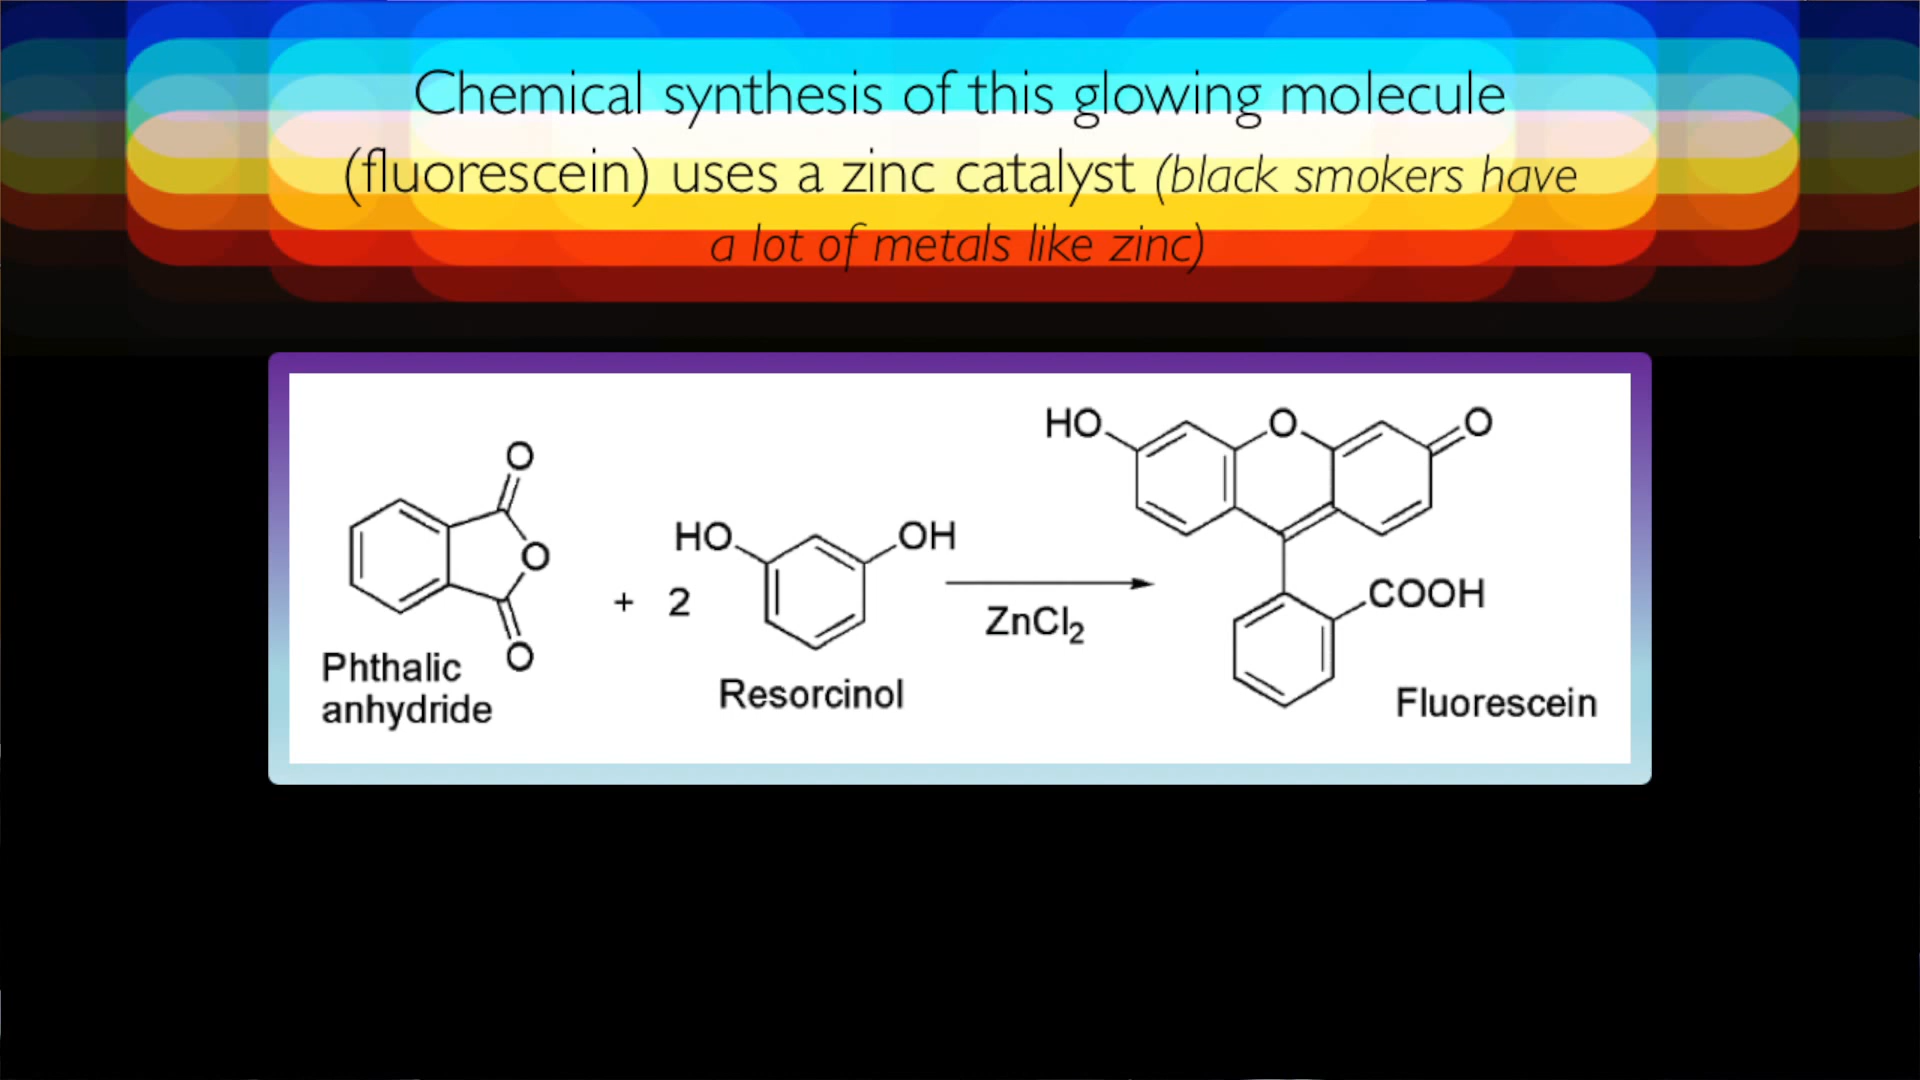 Chemical synthesis of this glowing molecule
(fluorescein) uses a zinc catalyst (black smokers have
a lot of metals like zinc)
O
O
O
Phthalic
anhydride
+ 2
HO
OH
Resorcinol
ZnCl₂
HO
O
O
COOH
Fluorescein